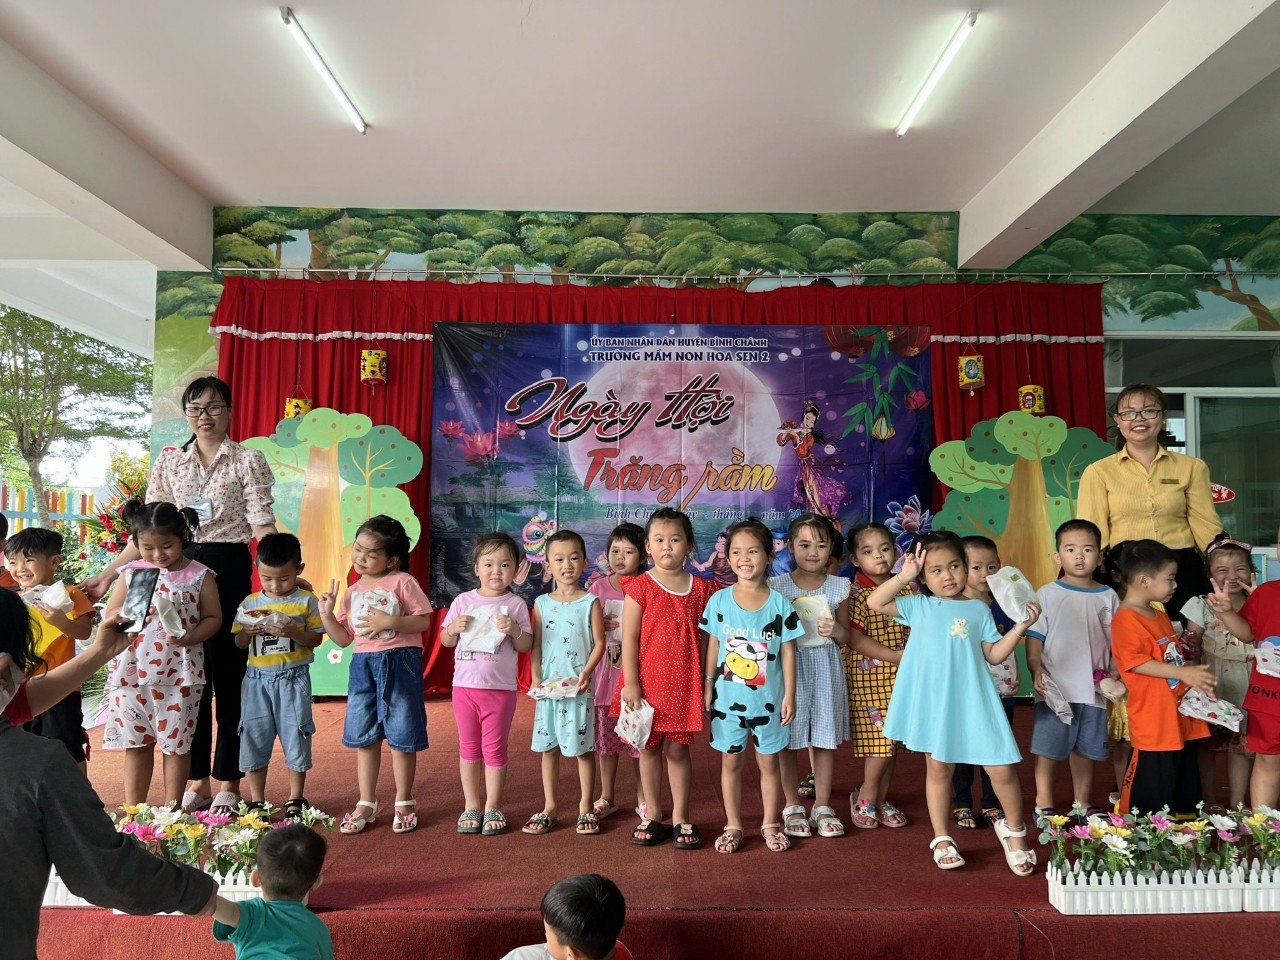 ỦY BAN NHÂN DÂN HUYỆN BÌNH CHÁNH
TRƯỜNG MẦM NON HOA SEN 2
Ngày Hội
Trăng rằm
Good Luck